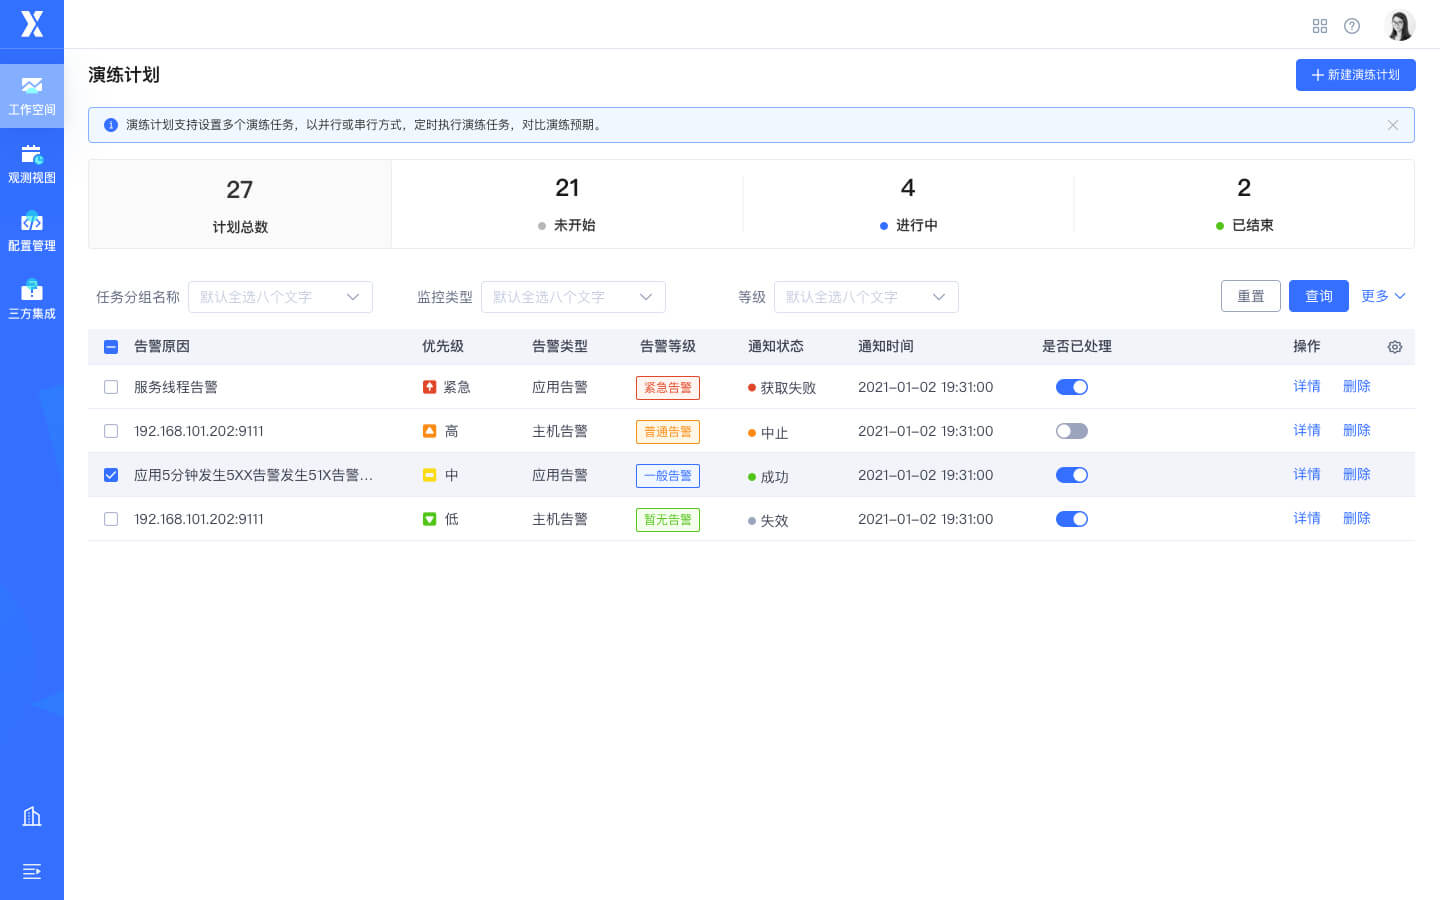 工作空间
观测视图
配置管理
三方集成
演练计划
新建演练计划
演练计划支持设置多个演练任务，以并行或串行方式，定时执行演练任务，对比演练预期。
27
计划总数
21
未开始
4
进行中
2
已结束
任务分组名称 默认全选八个文字 监控类型 默认全选八个文字 等级 默认全选八个文字 重置 查询 更多
告警原因 优先级 告警类型 告警等级 通知状态 通知时间 是否已处理 操作
服务线程告警 紧急 应用告警 紧急告警 获取失败 2021-01-02 19:31:00 详情 删除
192.168.101.202:9111 高 主机告警 普通告警 中止 2021-01-02 19:31:00 详情 删除
应用5分钟发生5XX告警发生51X告警... 中 应用告警 一般告警 成功 2021-01-02 19:31:00 详情 删除
192.168.101.202:9111 低 主机告警 暂无告警 失效 2021-01-02 19:31:00 详情 删除